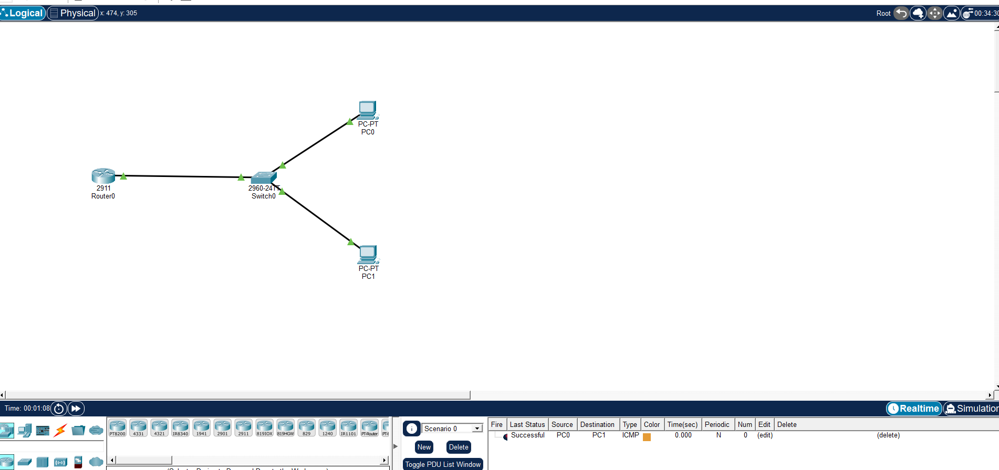 Logical Physical x: 474, y: 305 Root 00:34:30
PC-PT
PC0
2911
Router0
2960-24TT
Switch0
PC-PT
PC1
Time: 00:01:08 Realtime Simulation
PT8200 4331 4321 IR8340 1941 2901 2911 819IOX 819HGW 829 1240 IR1101 PT-Router
Scenario 0
New Delete
Toggle PDU List Window
Fire Last Status Source Destination Type Color Time(sec) Periodic Num Edit Delete
Successful PC0 PC1 ICMP 0.000 N 0 (edit) (delete)